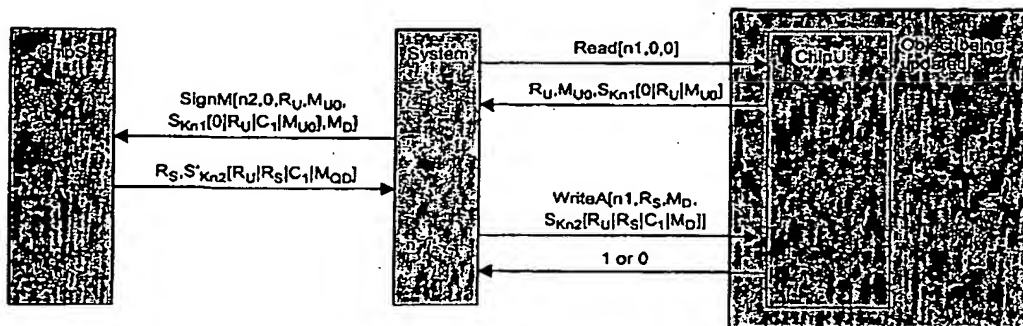 ChipS
System
ChipU
Object being
updated
Read[n1,0,0]
R_U,M_U0,S_Kn1[0|R_U|M_U0]
SignM[n2,0,R_U,M_U0,
S_Kn1[0|R_U|C_1|M_U0],M_D]
R_S,S*_Kn2[R_U|R_S|C_1|M_QD]
WriteA[n1,R_S,M_D,
S_Kn2[R_U|R_S|C_1|M_D]]
1 or 0